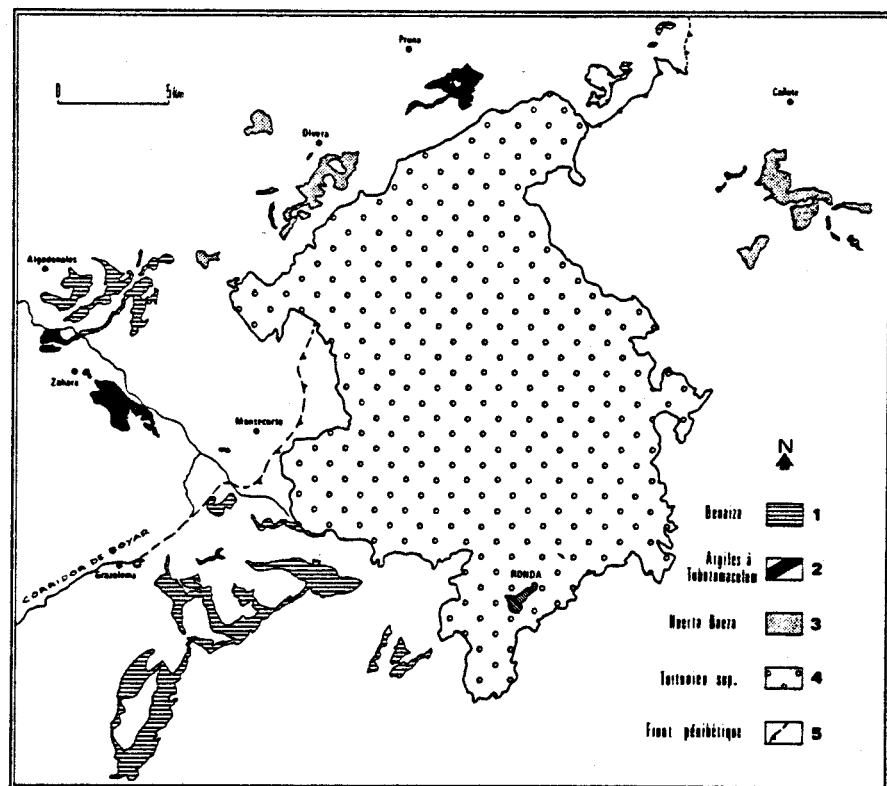 Pruna
0 5 Km
Cañete
Olvera
Algodonales
Zahara
Montecorto
N
Benaiza 1
Argiles à
Tubotomaculum 2
Huerta Baeza 3
RONDA
CORRIDOR DE BOYAR
Grazalema
Tortonien sup. 4
Front pénibétique 5